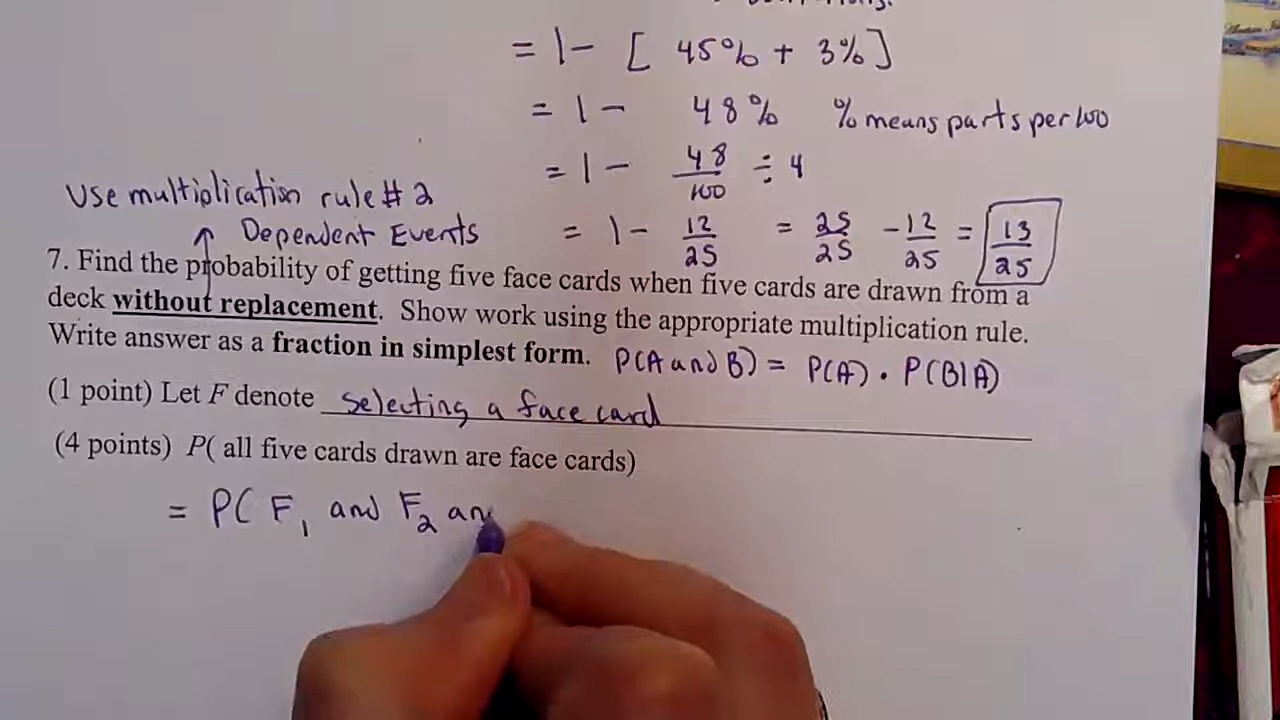 = 1 - [ 45% + 3% ]
= 1 - 48% % means parts per 100
= 1 - 48/100 ÷ 4
Use multiplication rule # 2
Dependent Events = 1 - 12/25 = 25/25 - 12/25 = 13/25
7. Find the probability of getting five face cards when five cards are drawn from a
deck without replacement. Show work using the appropriate multiplication rule.
Write answer as a fraction in simplest form. P(A and B) = P(A) • P(B|A)
(1 point) Let F denote selecting a face card
(4 points) P( all five cards drawn are face cards)
= P( F₁ and F₂ an